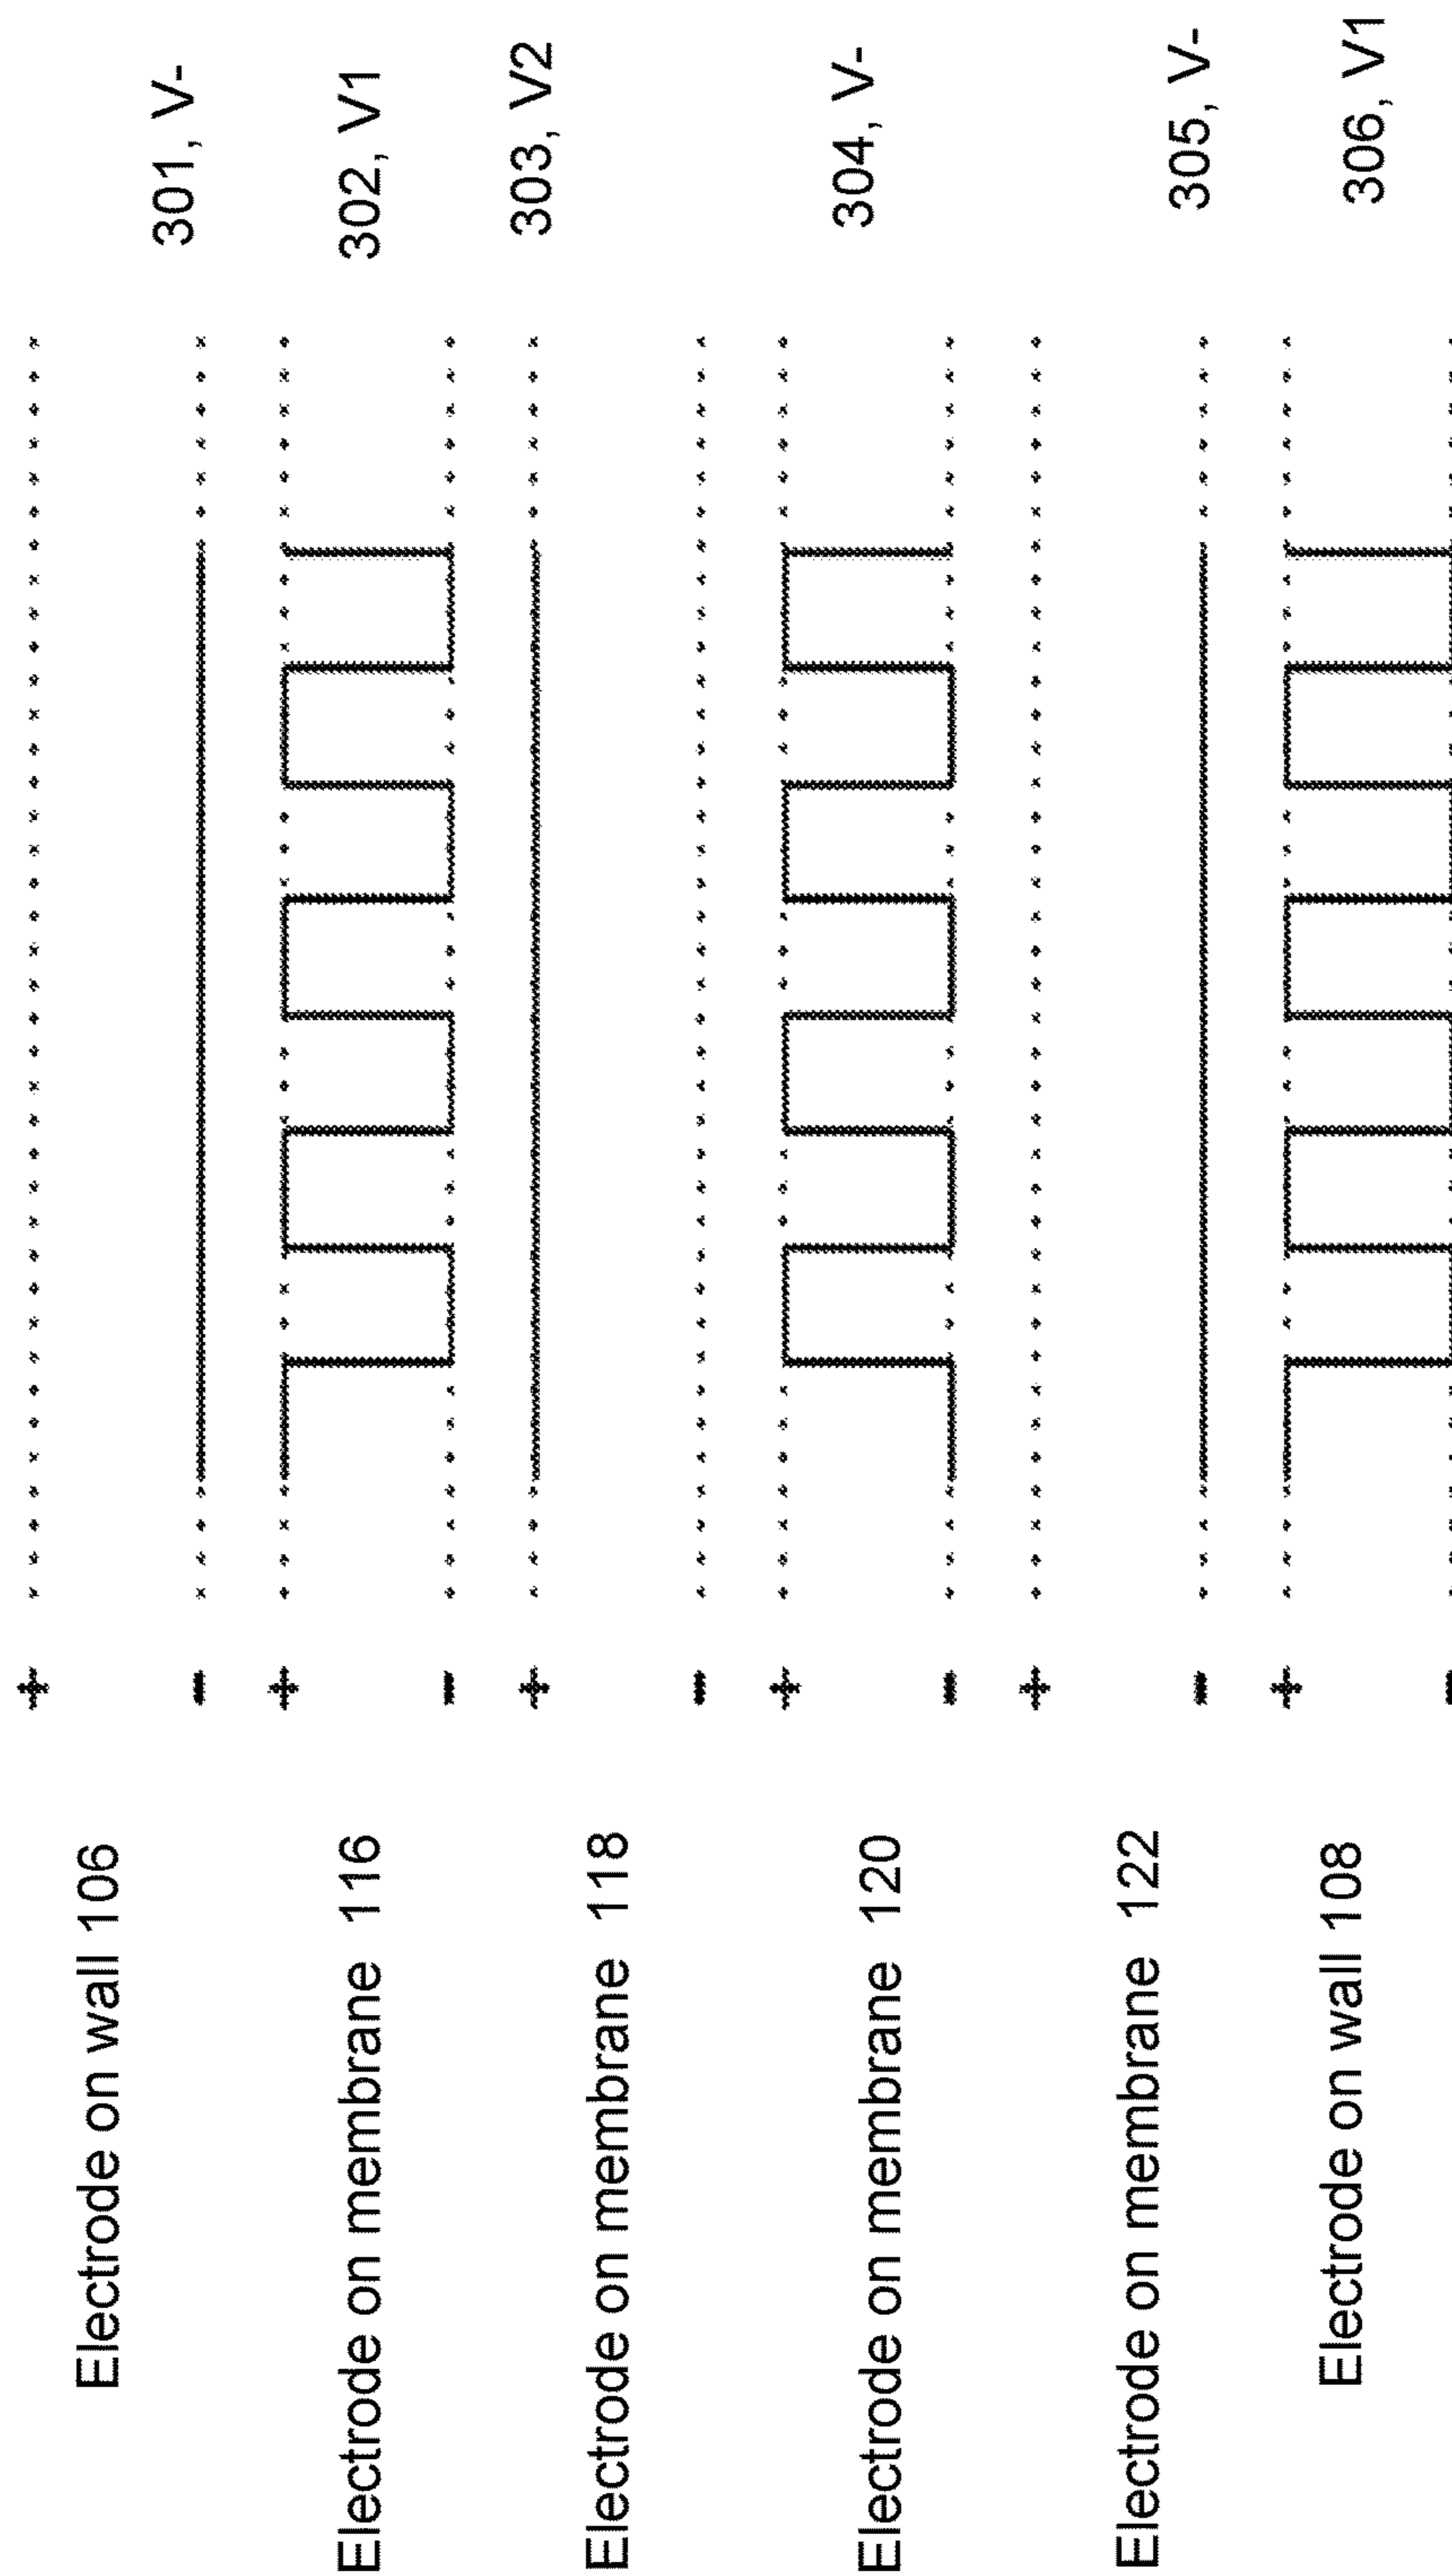 Electrode on wall 106
+
-
301, V-
Electrode on membrane 116
+
-
302, V1
Electrode on membrane 118
+
-
303, V2
Electrode on membrane 120
+
-
304, V-
Electrode on membrane 122
+
-
305, V-
Electrode on wall 108
+
-
306, V1